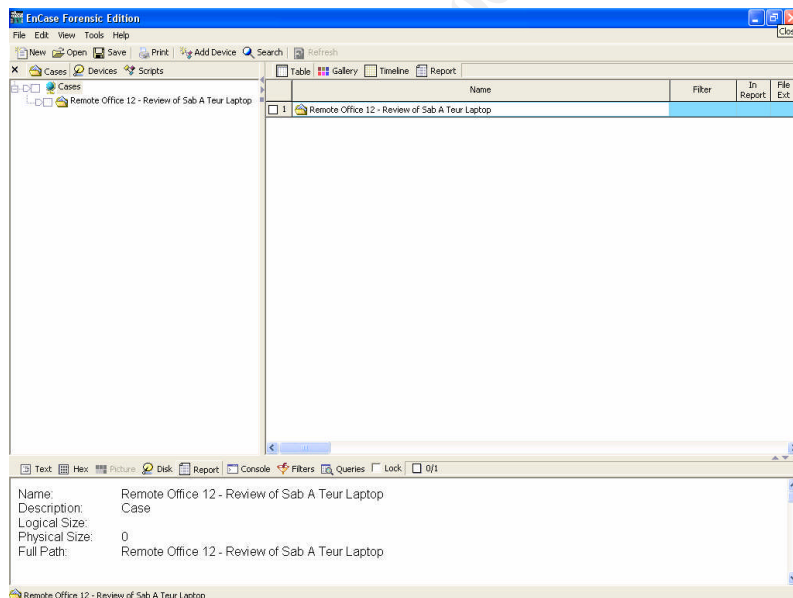 EnCase Forensic Edition
File Edit View Tools Help
Clos
New Open Save Print Add Device Search Refresh
Cases Devices Scripts
Table Gallery Timeline Report
Cases
Remote Office 12 - Review of Sab A Teur Laptop
Name Filter In Report File Ext
1 Remote Office 12 - Review of Sab A Teur Laptop
Text Hex Picture Disk Report Console Filters Queries Lock 0/1
Name: Remote Office 12 - Review of Sab A Teur Laptop
Description: Case
Logical Size:
Physical Size: 0
Full Path: Remote Office 12 - Review of Sab A Teur Laptop
Remote Office 12 - Review of Sab A Teur Laptop